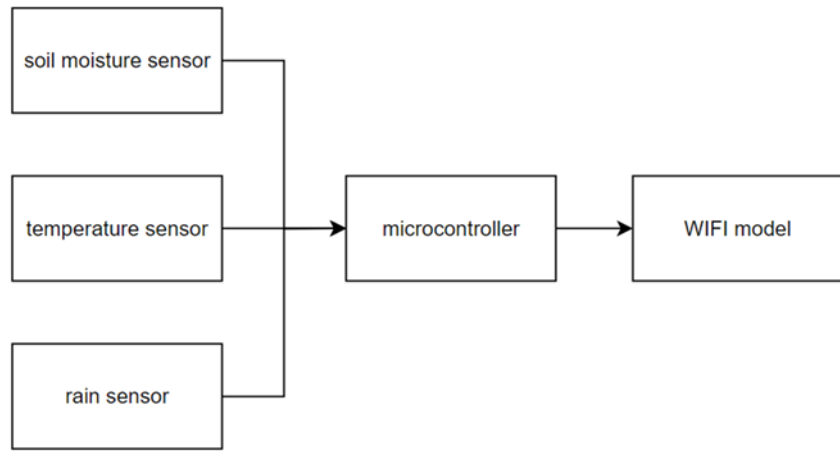 soil moisture sensor
temperature sensor
microcontroller
WIFI model
rain sensor